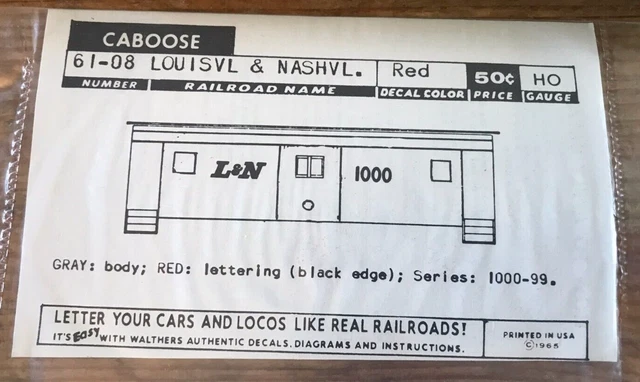 CABOOSE
61-08 LOUISVL & NASHVL. Red 50¢ HO
NUMBER RAILROAD NAME DECAL COLOR PRICE GAUGE
L&N 1000
GRAY: body; RED: lettering (black edge); Series: 1000-99.
LETTER YOUR CARS AND LOCOS LIKE REAL RAILROADS!
IT'S EASY WITH WALTHERS AUTHENTIC DECALS. DIAGRAMS AND INSTRUCTIONS.
PRINTED IN USA
©1965